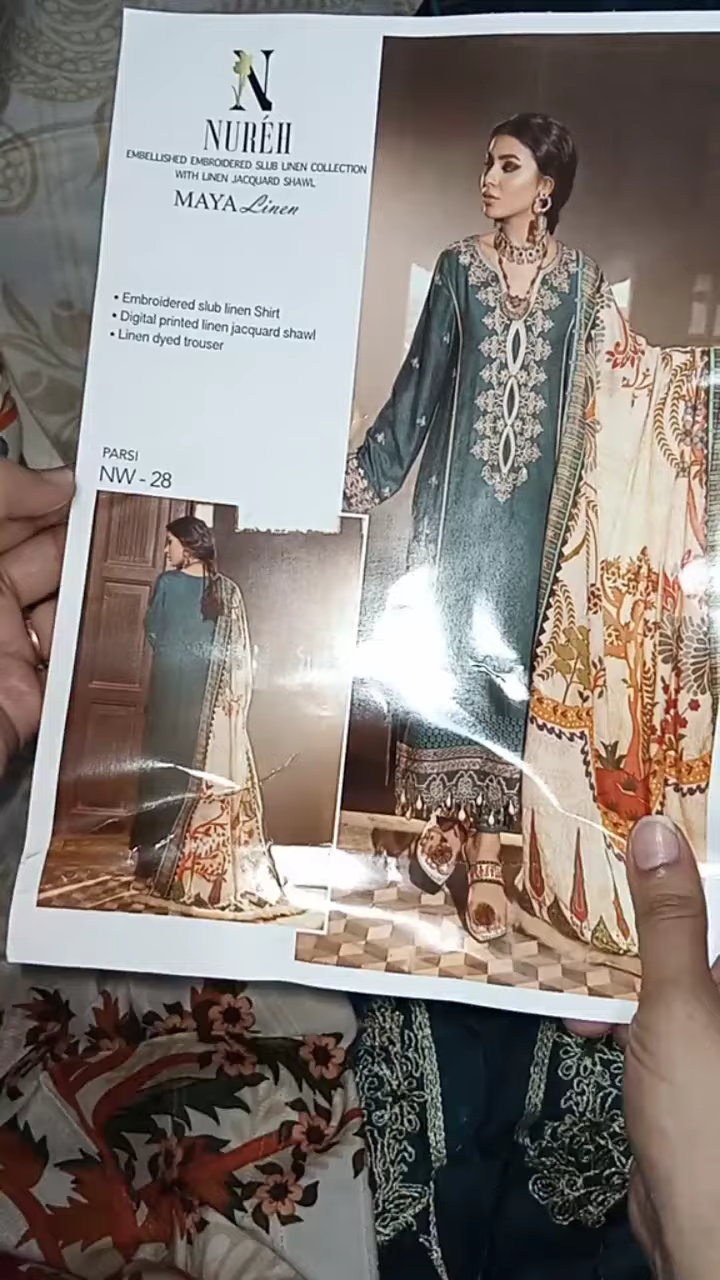 N
NURÉH
EMBELLISHED EMBROIDERED SLUB LINEN COLLECTION
WITH LINEN JACQUARD SHAWL
MAYA Linen
• Embroidered slub linen Shirt
• Digital printed linen jacquard shawl
• Linen dyed trouser
PARSI
NW - 28